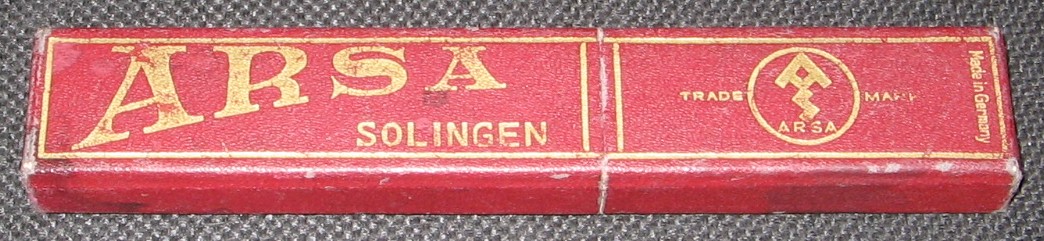 ARSA
SOLINGEN
TRADE MARK
ARSA
Made in Germany